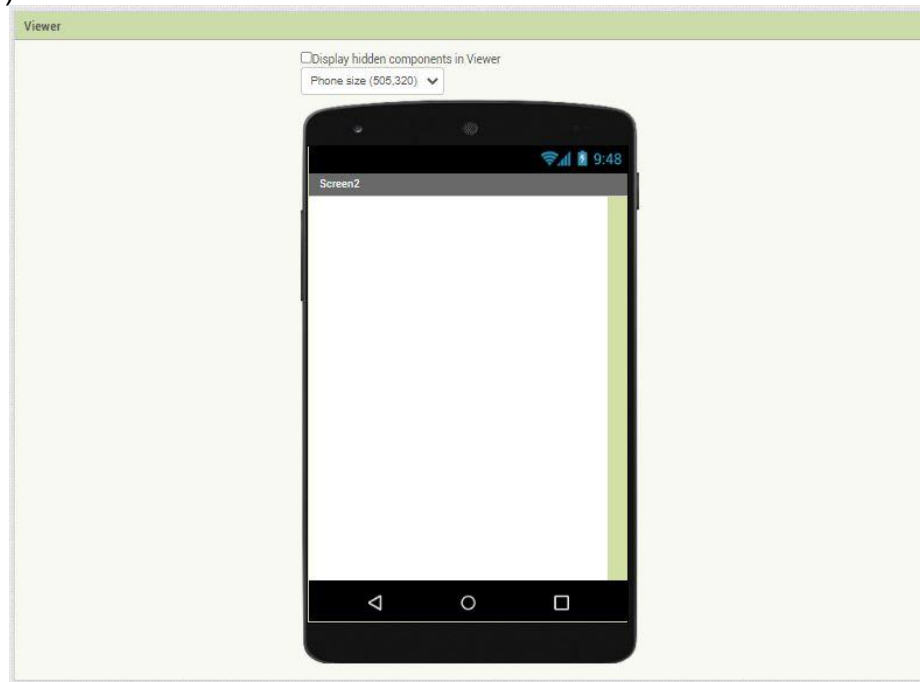 )
Viewer
Display hidden components in Viewer
Phone size (505,320)
9:48
Screen2